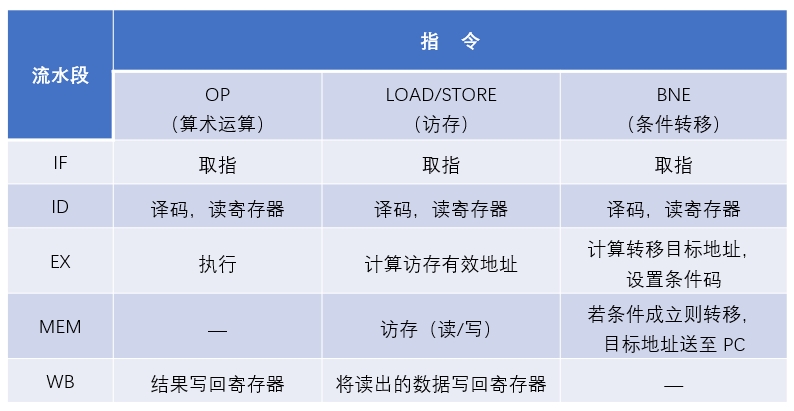 流水段
指 令
OP
（算术运算）
LOAD/STORE
（访存）
BNE
（条件转移）
IF
取指
取指
取指
ID
译码，读寄存器
译码，读寄存器
译码，读寄存器
EX
执行
计算访存有效地址
计算转移目标地址，
设置条件码
MEM
—
访存（读/写）
若条件成立则转移，
目标地址送至 PC
WB
结果写回寄存器
将读出的数据写回寄存器
—